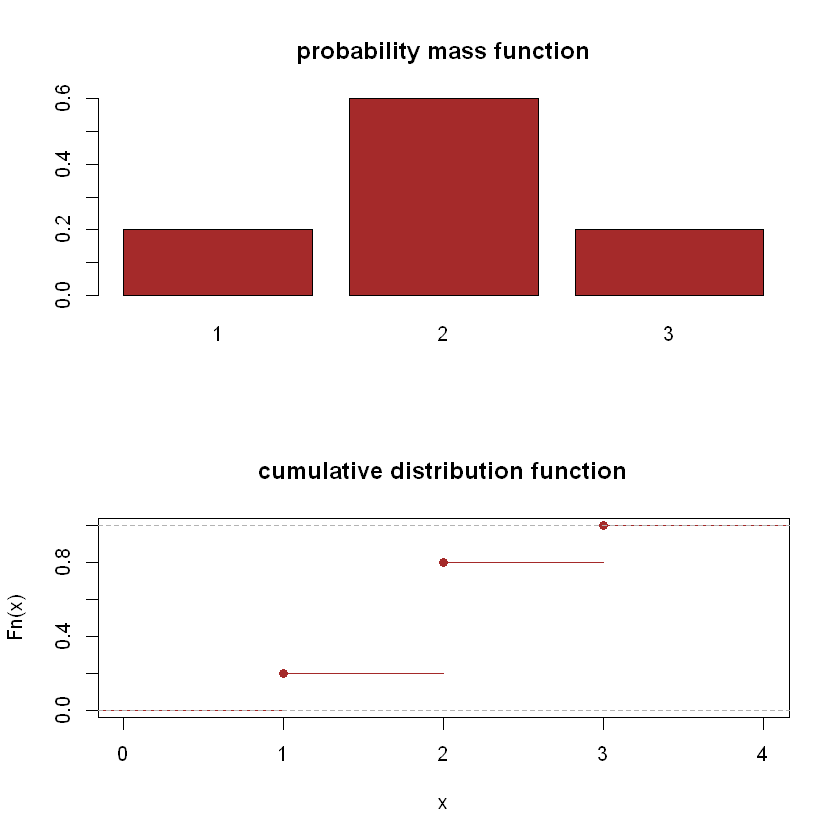 probability mass function
0.6
0.4
0.2
0.0
1 2 3
cumulative distribution function
Fn(x)
0.8
0.4
0.0
0 1 2 3 4
x